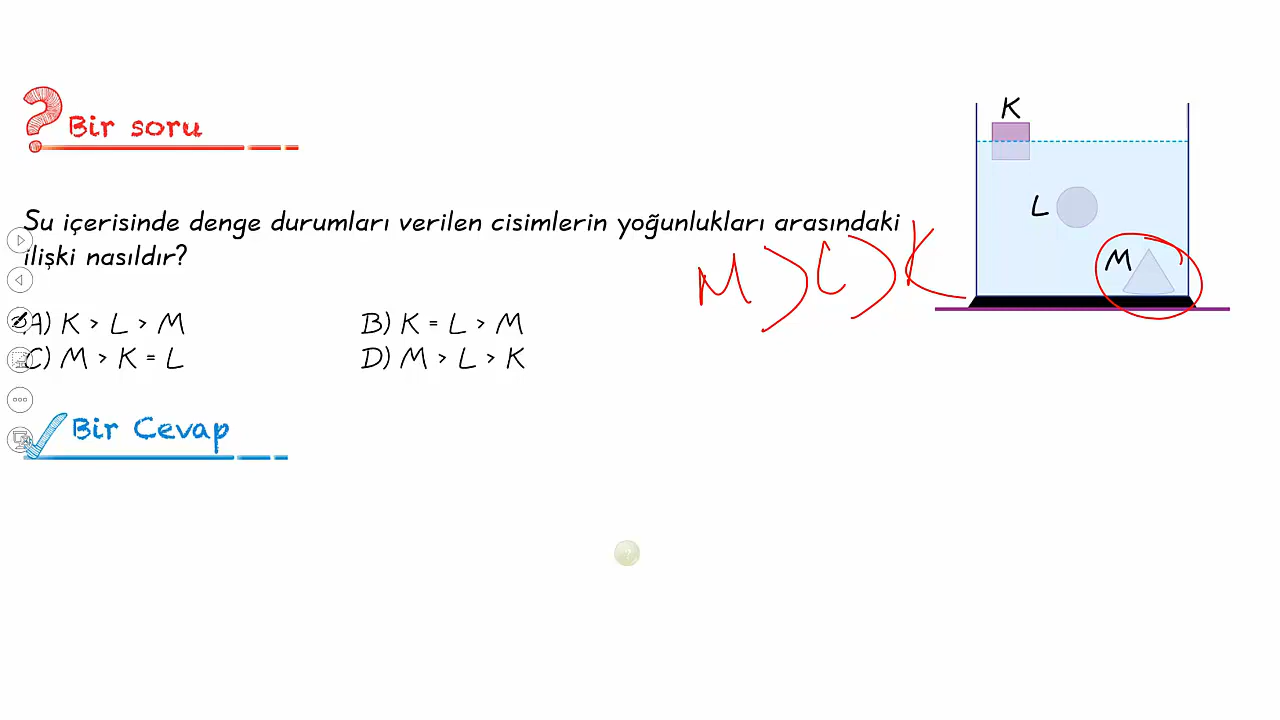 Bir soru
K
L
M
Su içerisinde denge durumları verilen cisimlerin yoğunlukları arasındaki
ilişki nasıldır?
M > L > K
A) K > L > M
B) K = L > M
C) M > K = L
D) M > L > K
Bir Cevap